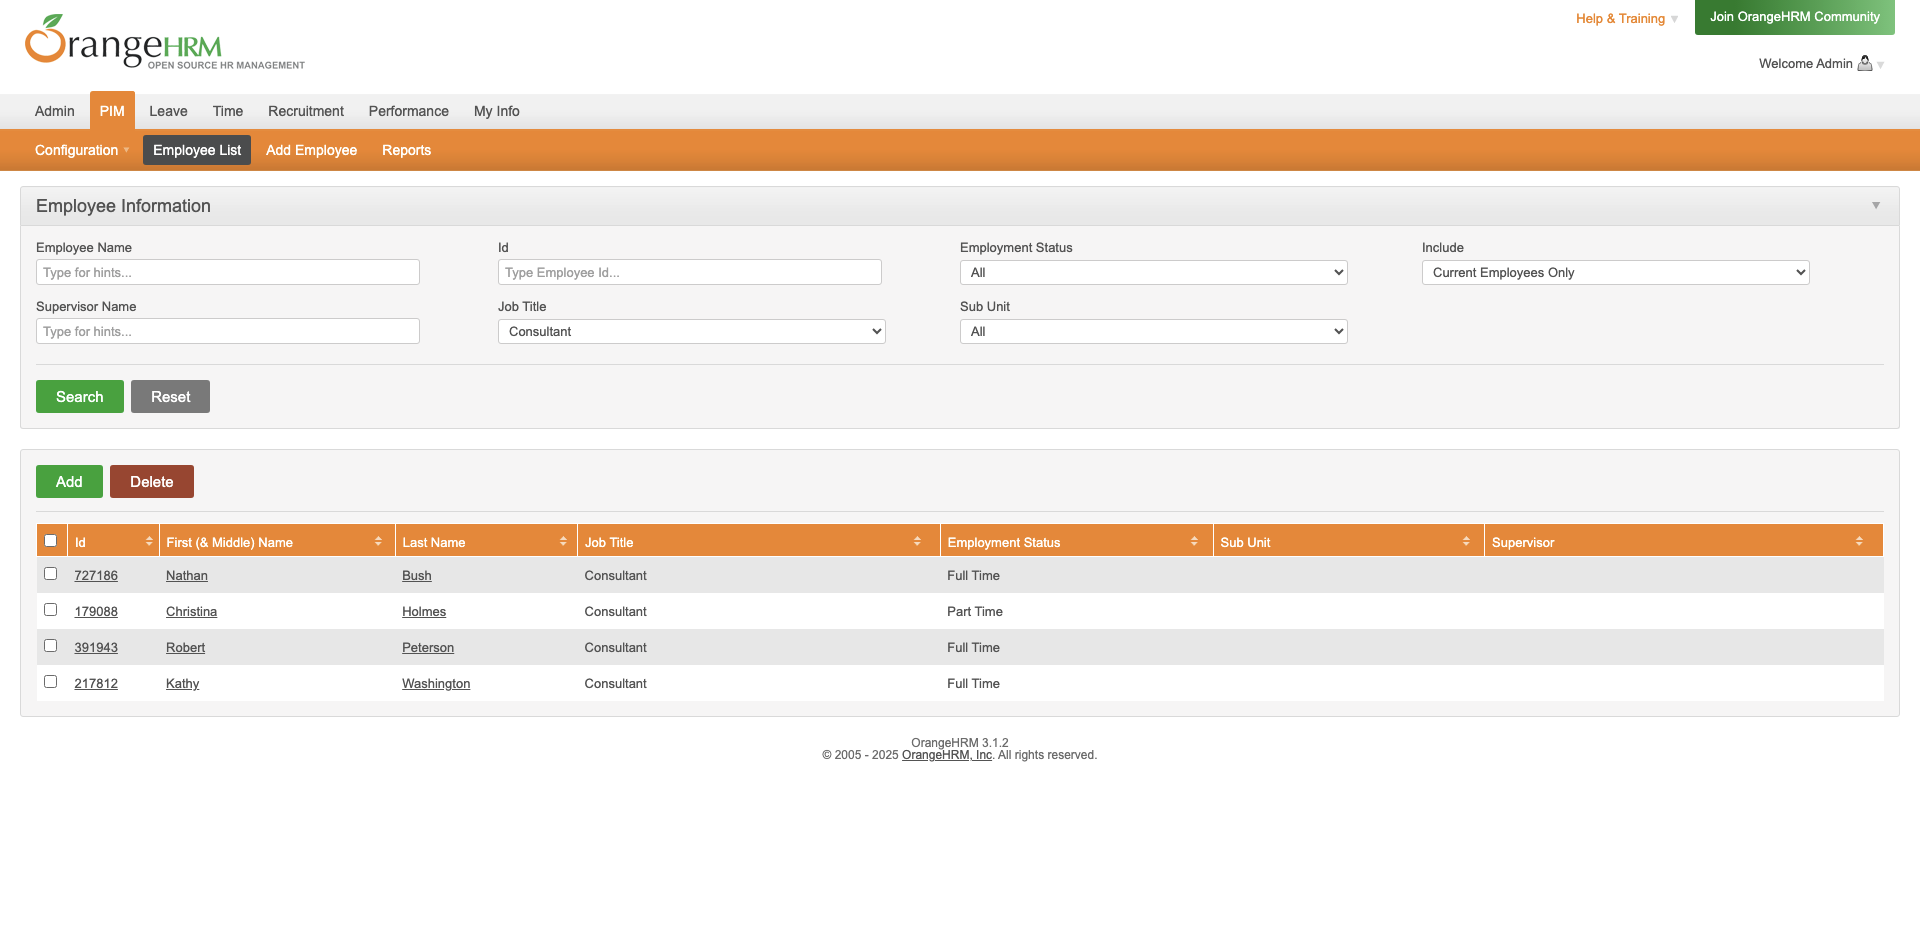 OrangeHRM
OPEN SOURCE HR MANAGEMENT
Help & Training
Join OrangeHRM Community
Welcome Admin
Admin PIM Leave Time Recruitment Performance My Info
Configuration Employee List Add Employee Reports
Employee Information
Employee Name Id Employment Status Include
Type for hints... Type Employee Id... All Current Employees Only
Supervisor Name Job Title Sub Unit
Type for hints... Consultant All
Search Reset
Add Delete
Id First (& Middle) Name Last Name Job Title Employment Status Sub Unit Supervisor
727186 Nathan Bush Consultant Full Time
179088 Christina Holmes Consultant Part Time
391943 Robert Peterson Consultant Full Time
217812 Kathy Washington Consultant Full Time
OrangeHRM 3.1.2
© 2005 - 2025 OrangeHRM, Inc. All rights reserved.